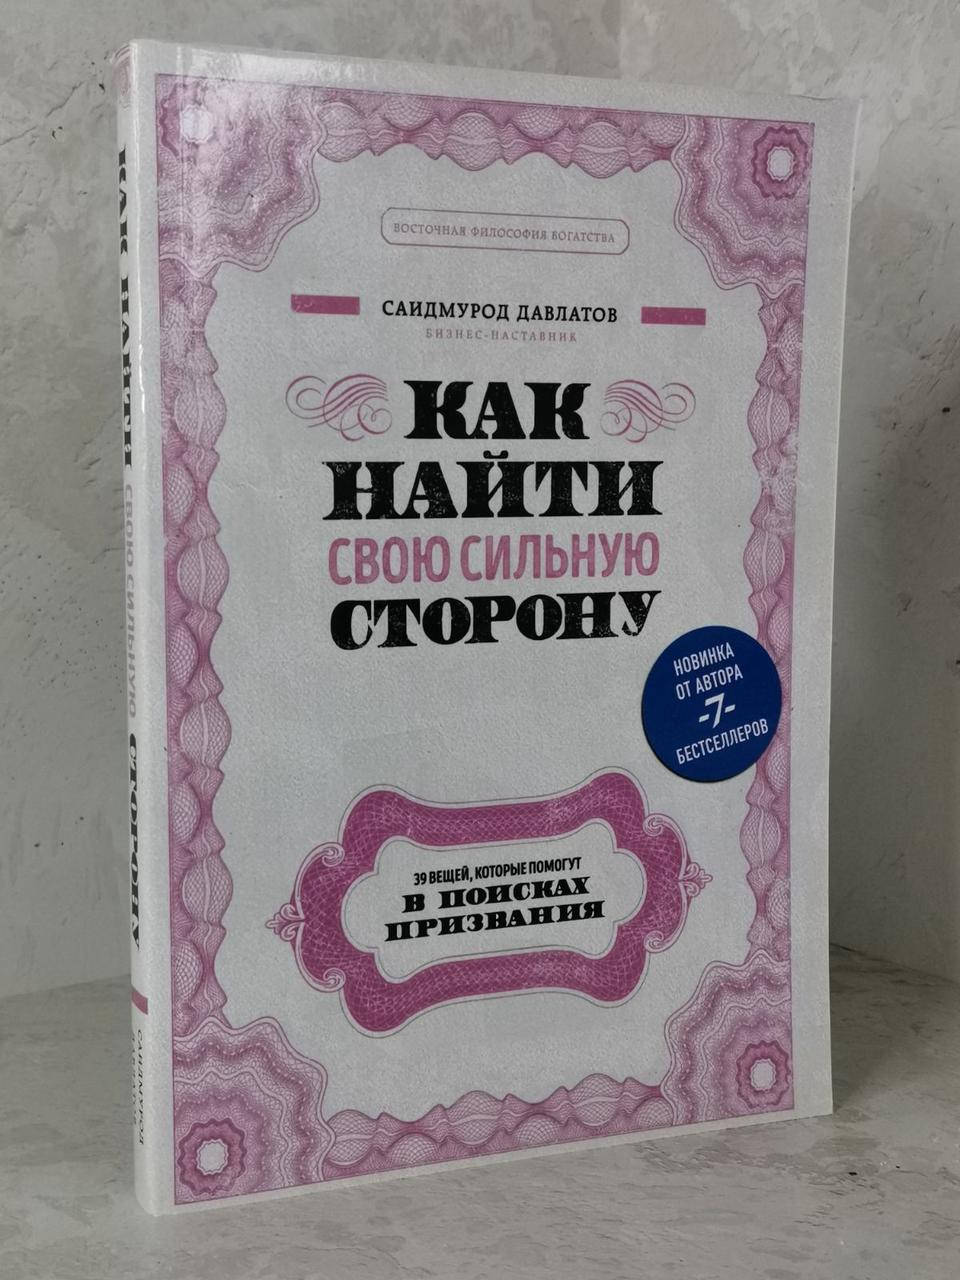 ВОСТОЧНАЯ ФИЛОСОФИЯ БОГАТСТВА
САИДМУРОД ДАВЛАТОВ
БИЗНЕС-НАСТАВНИК
КАК
НАЙТИ
СВОЮ СИЛЬНУЮ
СТОРОНУ
НОВИНКА
ОТ АВТОРА
-7-
БЕСТСЕЛЛЕРОВ
39 ВЕЩЕЙ, КОТОРЫЕ ПОМОГУТ
В ПОИСКАХ
ПРИЗВАНИЯ
КАК НАЙТИ СВОЮ СИЛЬНУЮ СТОРОНУ
САИДМУРОД
ДАВЛАТОВ